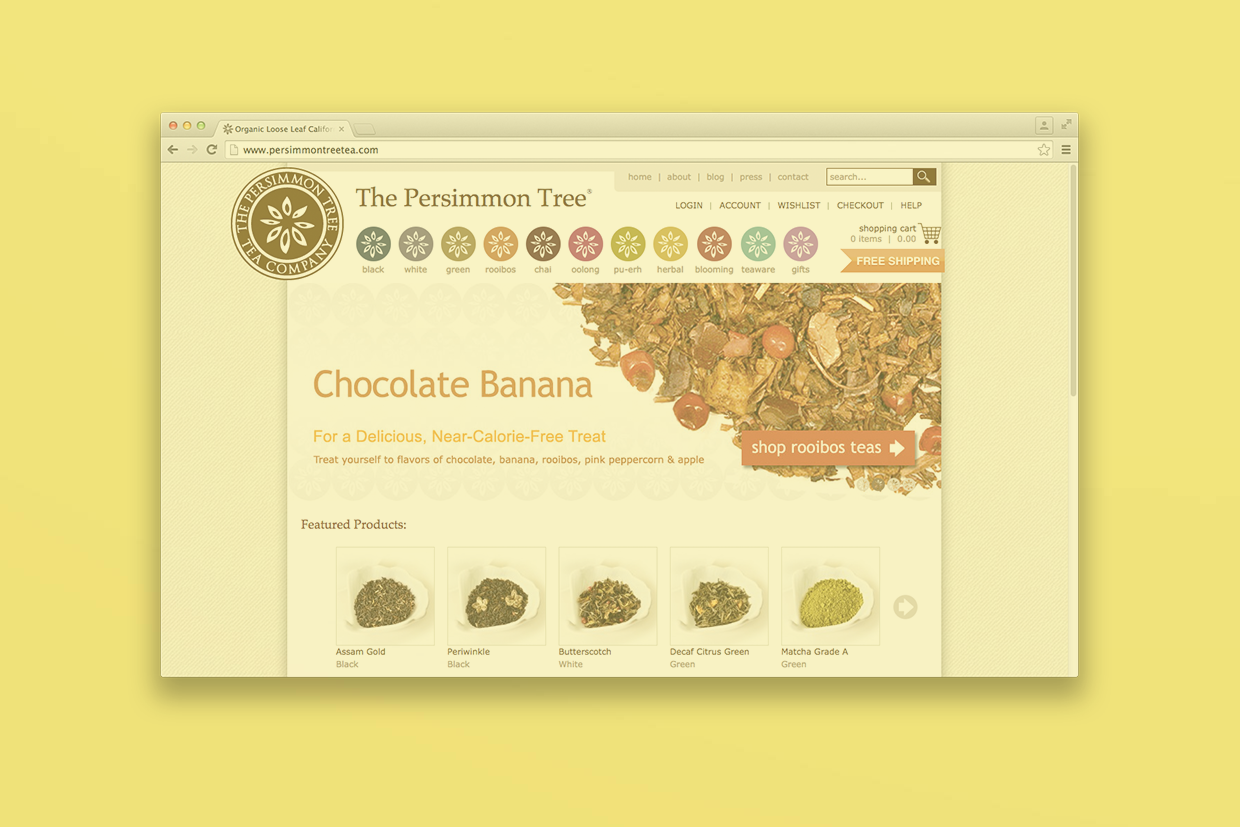 Organic Loose Leaf Califor
www.persimmontreetea.com
THE PERSIMMON TREE
TEA COMPANY
The Persimmon Tree®
home | about | blog | press | contact
search...
LOGIN | ACCOUNT | WISHLIST | CHECKOUT | HELP
shopping cart
0 items | 0.00
FREE SHIPPING
black white green rooibos chai oolong pu-erh herbal blooming teaware gifts
Chocolate Banana
For a Delicious, Near-Calorie-Free Treat
Treat yourself to flavors of chocolate, banana, rooibos, pink peppercorn & apple
shop rooibos teas
Featured Products:
Assam Gold
Black
Periwinkle
Black
Butterscotch
White
Decaf Citrus Green
Green
Matcha Grade A
Green